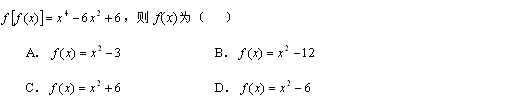 f[f(x)]=x⁴-6x²+6,则 f(x)为（ ）
A. f(x)=x²-3 B. f(x)=x²-12
C. f(x)=x²+6 D. f(x)=x²-6